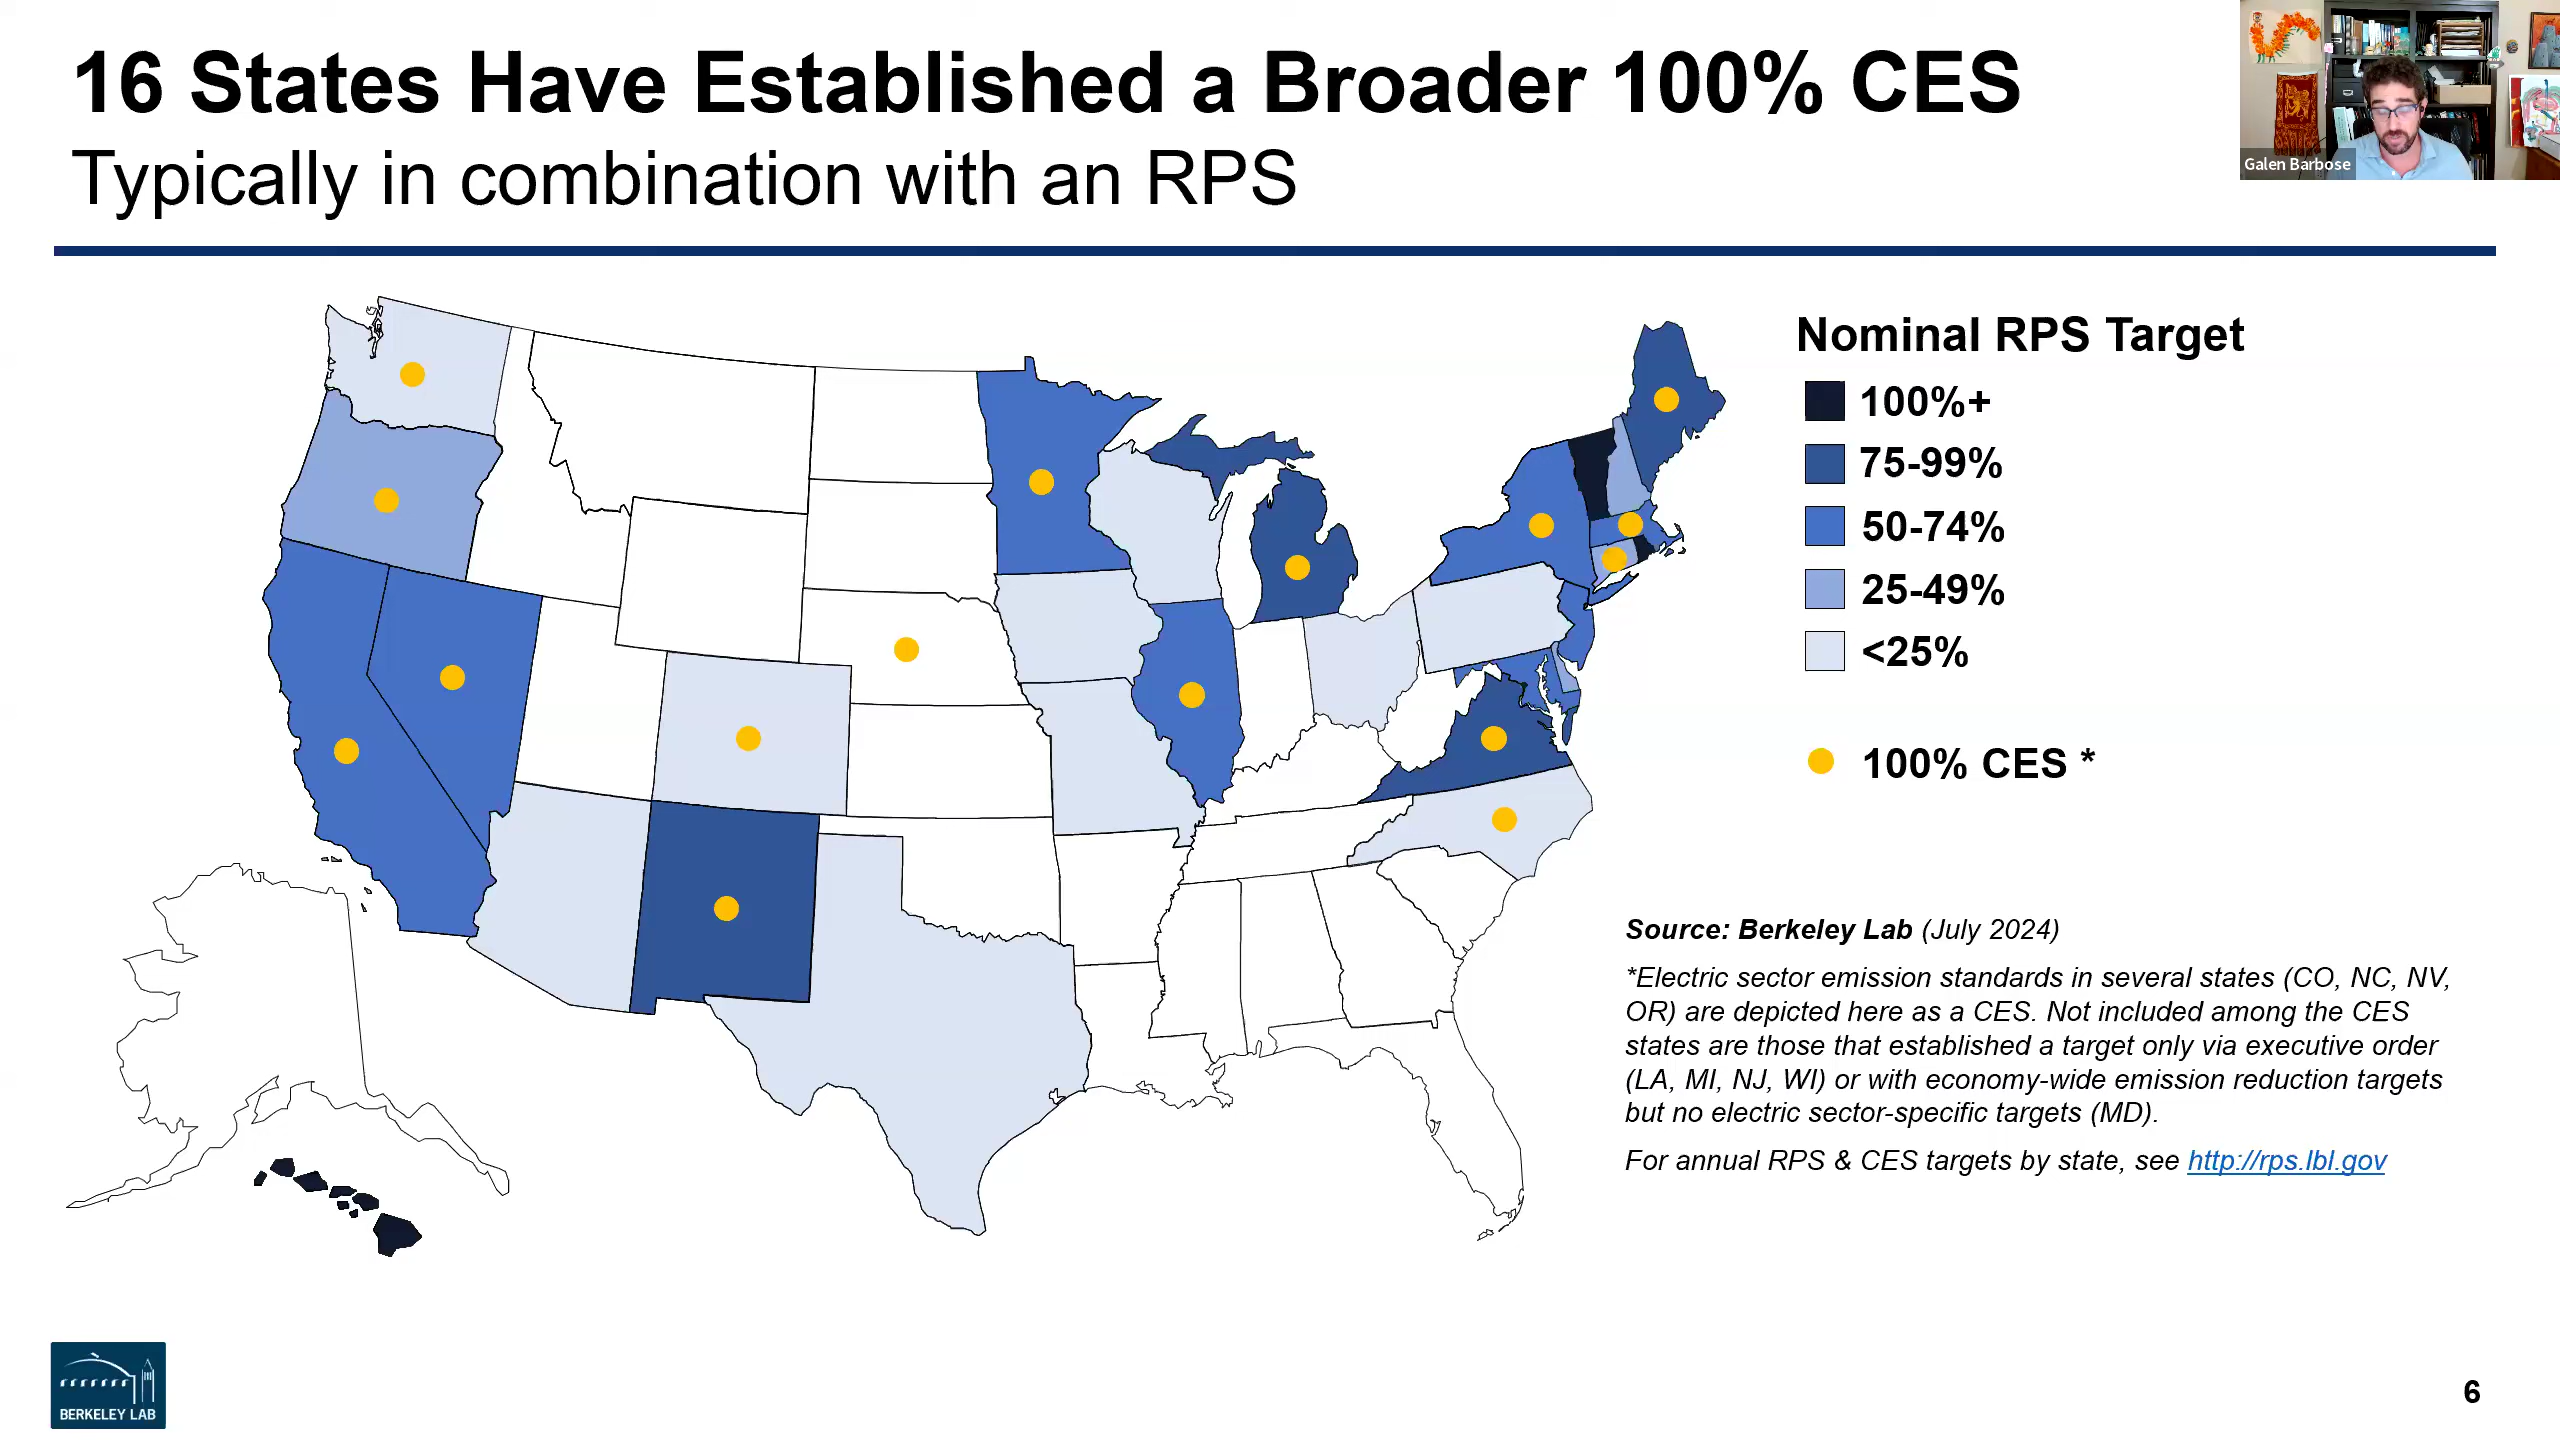 16 States Have Established a Broader 100% CES
Typically in combination with an RPS
Galen Barbose
Nominal RPS Target
100%+
75-99%
50-74%
25-49%
<25%
100% CES *
Source: Berkeley Lab (July 2024)
*Electric sector emission standards in several states (CO, NC, NV,
OR) are depicted here as a CES. Not included among the CES
states are those that established a target only via executive order
(LA, MI, NJ, WI) or with economy-wide emission reduction targets
but no electric sector-specific targets (MD).
For annual RPS & CES targets by state, see http://rps.lbl.gov
BERKELEY LAB
6